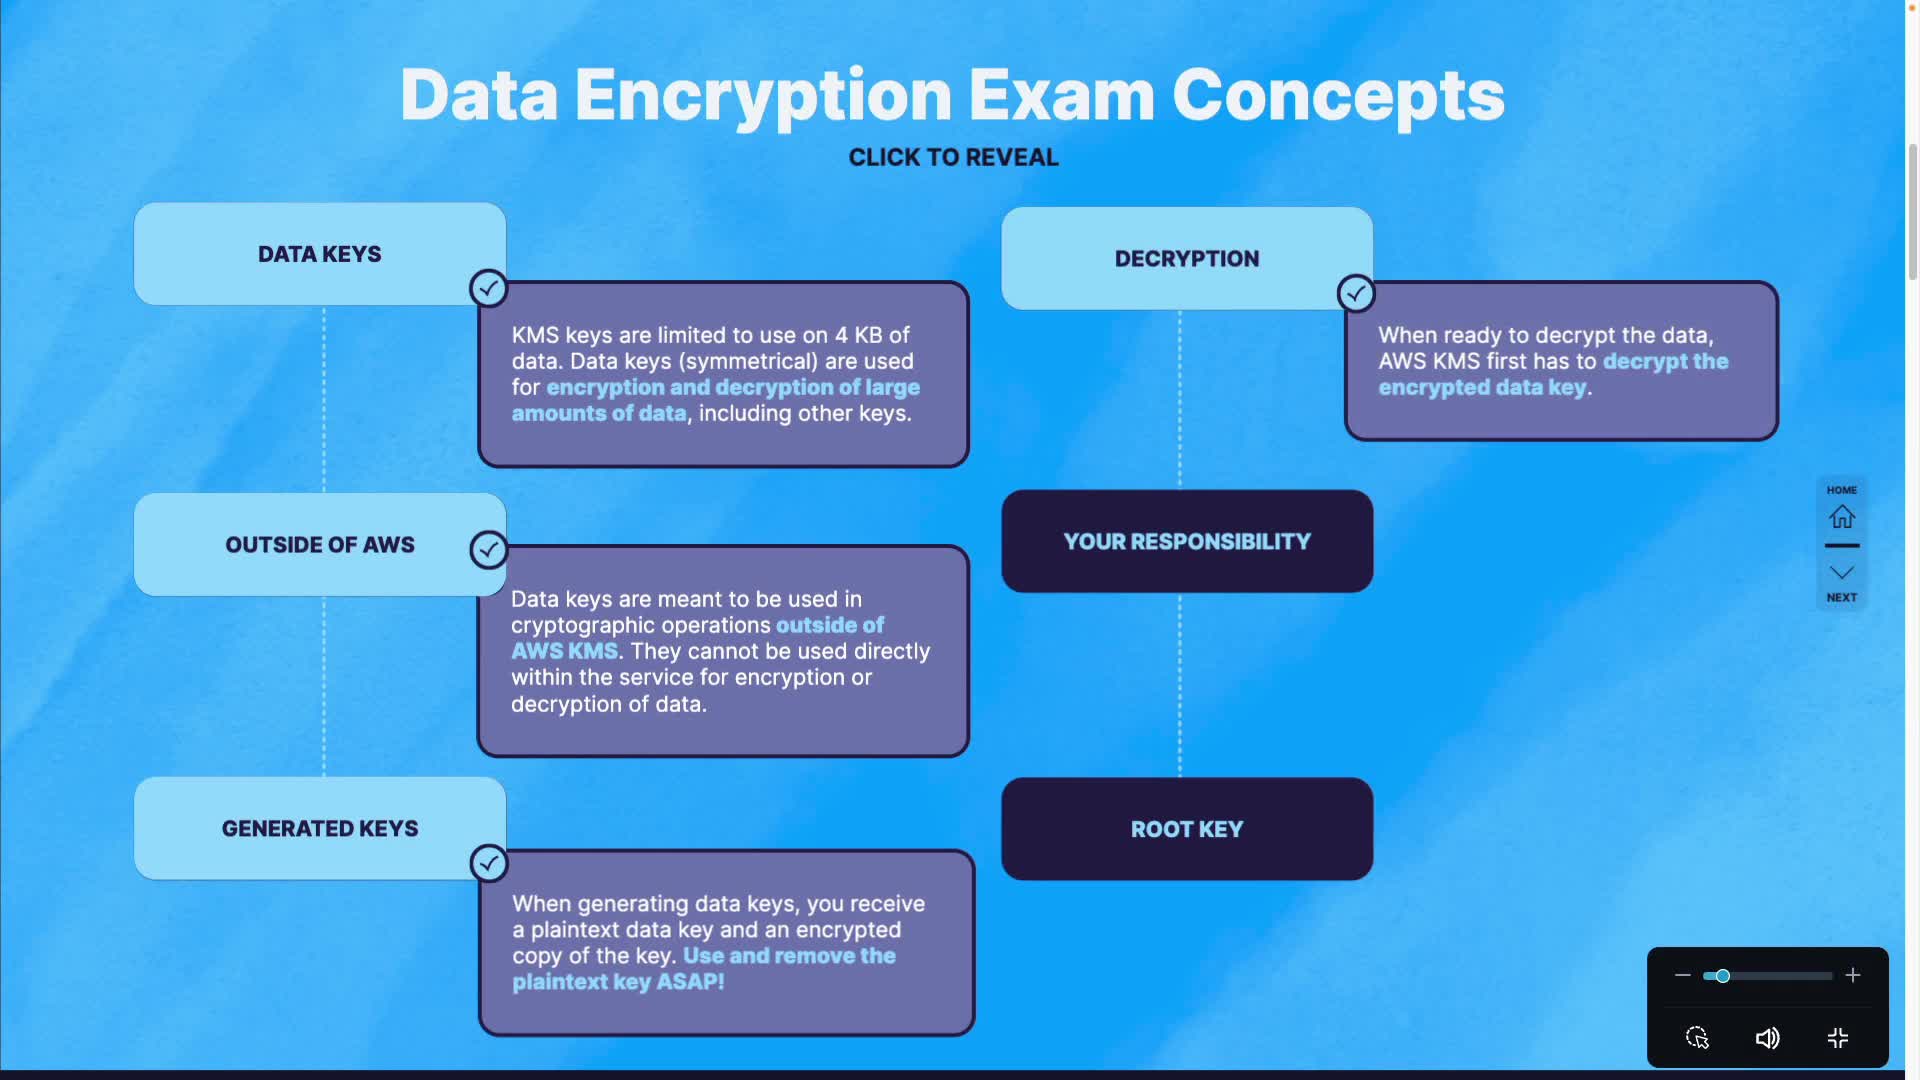 Data Encryption Exam Concepts
CLICK TO REVEAL
DATA KEYS
KMS keys are limited to use on 4 KB of
data. Data keys (symmetrical) are used
for encryption and decryption of large
amounts of data, including other keys.
OUTSIDE OF AWS
Data keys are meant to be used in
cryptographic operations outside of
AWS KMS. They cannot be used directly
within the service for encryption or
decryption of data.
GENERATED KEYS
When generating data keys, you receive
a plaintext data key and an encrypted
copy of the key. Use and remove the
plaintext key ASAP!
DECRYPTION
When ready to decrypt the data,
AWS KMS first has to decrypt the
encrypted data key.
YOUR RESPONSIBILITY
ROOT KEY
HOME
NEXT